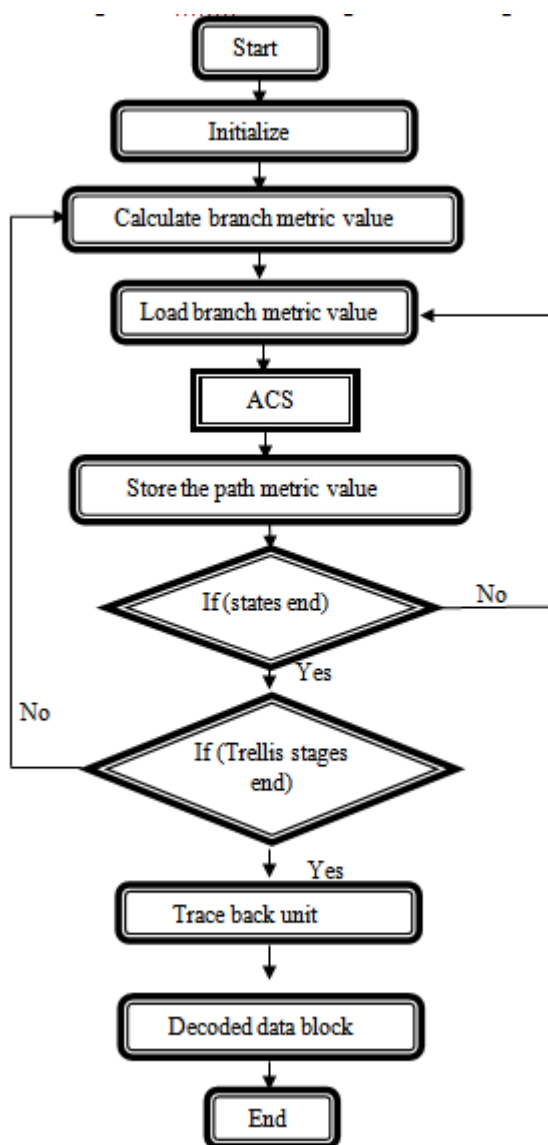 Start
Initialize
Calculate branch metric value
Load branch metric value
ACS
Store the path metric value
If (states end)
No
Yes
No
If (Trellis stages
end)
Yes
Trace back unit
Decoded data block
End